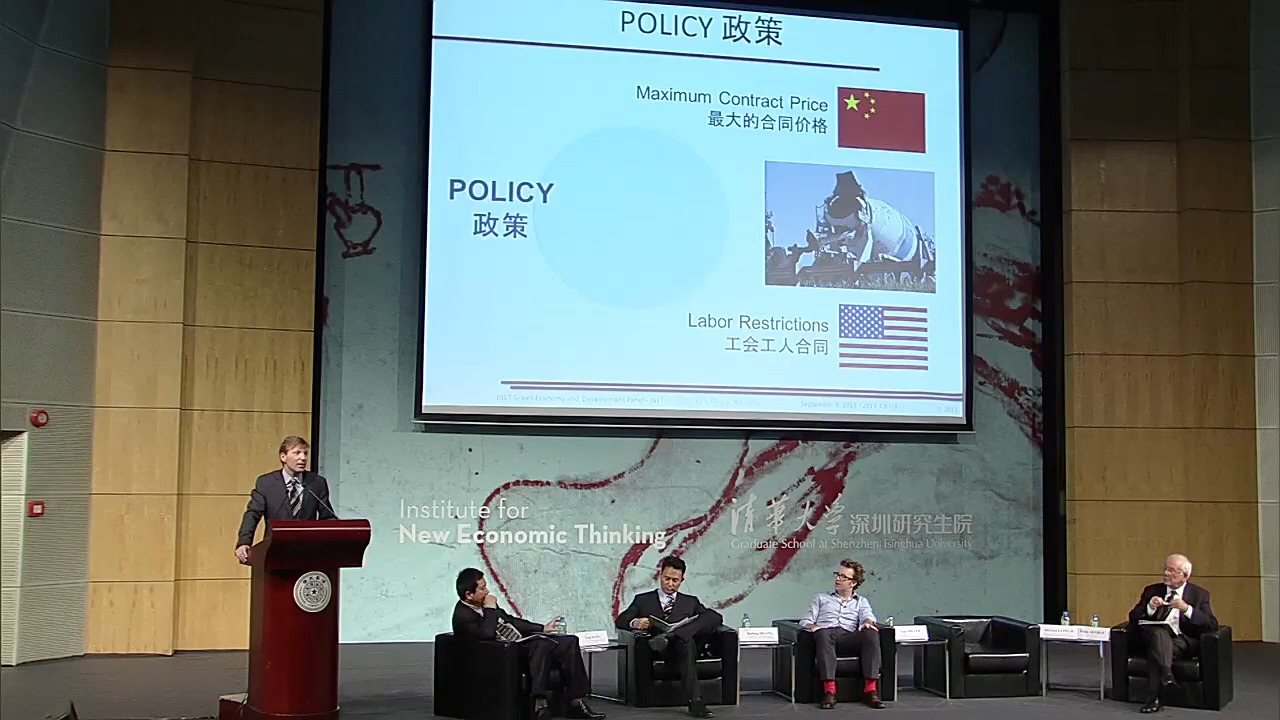 POLICY 政策
Maximum Contract Price
最大的合同价格
POLICY
政策
Labor Restrictions
工会工人合同
Institute for
New Economic Thinking
清华大学深圳研究生院
Graduate School at Shenzhen, Tsinghua University